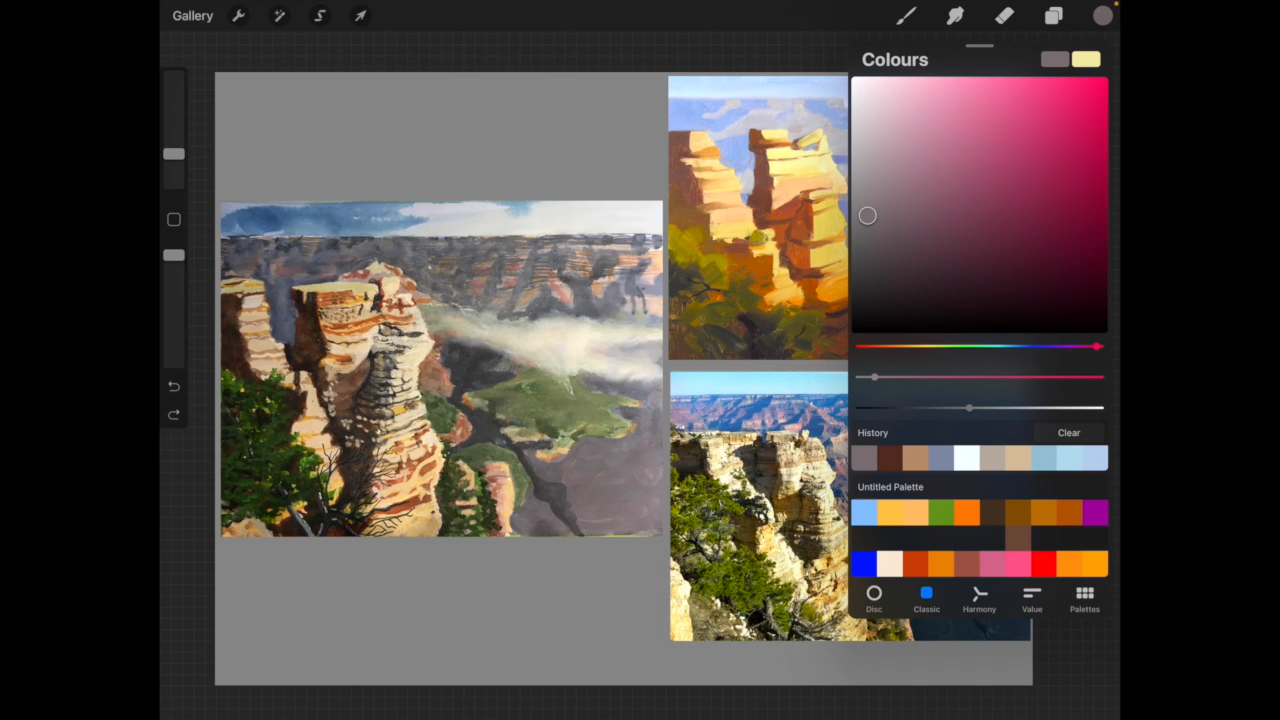 Gallery
Colours
History
Clear
Untitled Palette
Disc
Classic
Harmony
Value
Palettes